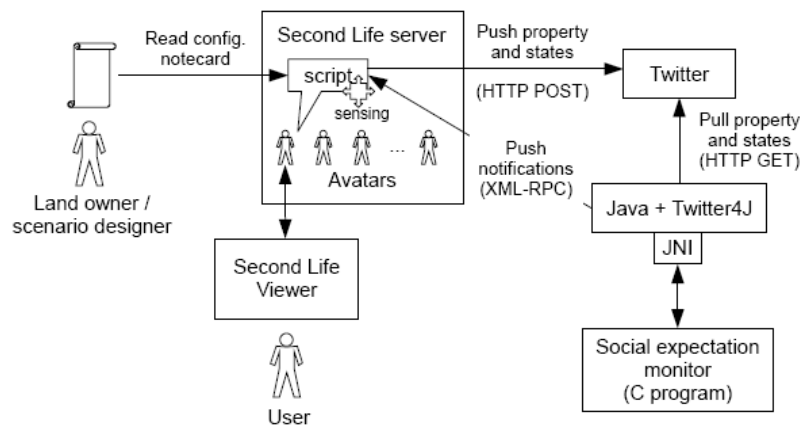 Read config.
notecard
Second Life server
script
sensing
...
Avatars
Land owner /
scenario designer
Second Life
Viewer
User
Push property
and states
(HTTP POST)
Twitter
Push
notifications
(XML-RPC)
Pull property
and states
(HTTP GET)
Java + Twitter4J
JNI
Social expectation
monitor
(C program)